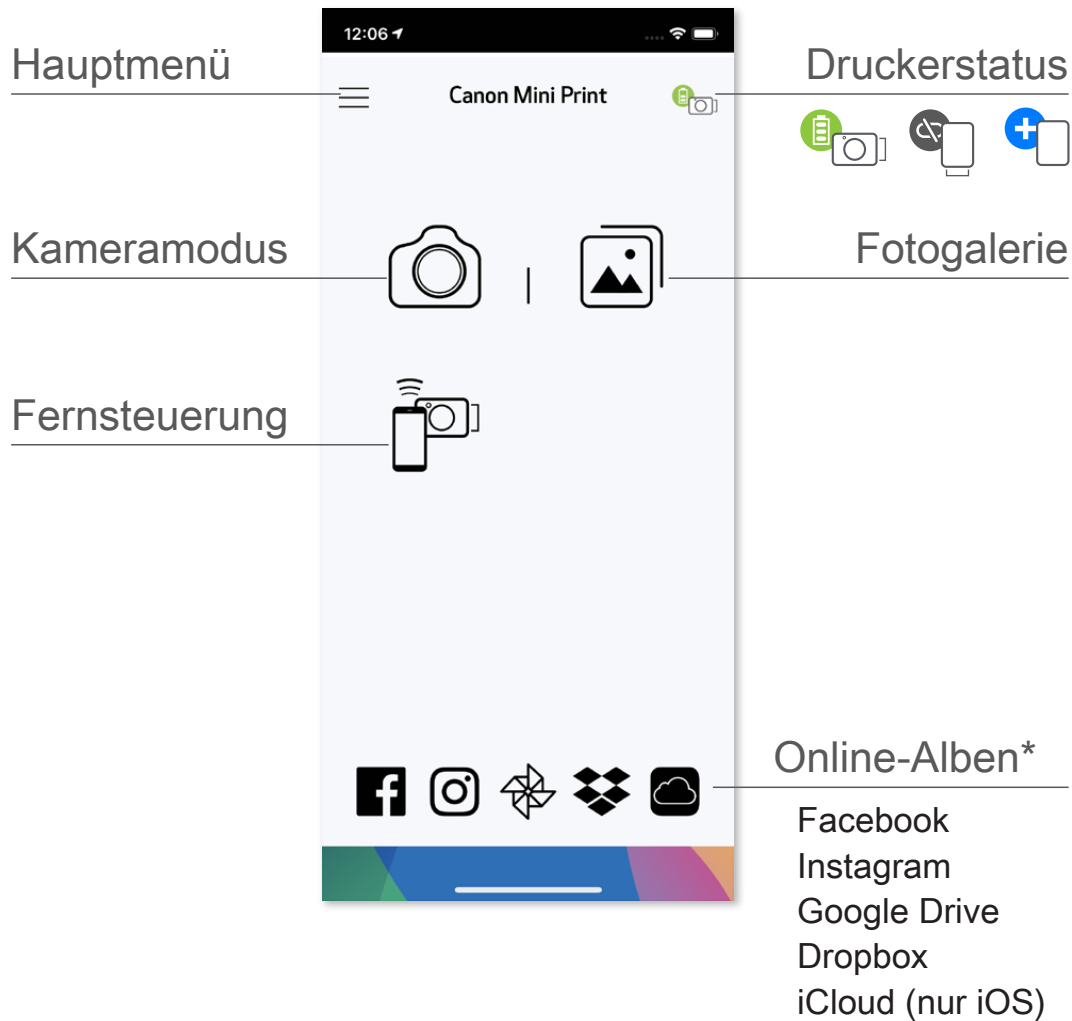 12:06
Hauptmenü
Canon Mini Print
Druckerstatus
Kameramodus
Fotogalerie
Fernsteuerung
Online-Alben*
Facebook
Instagram
Google Drive
Dropbox
iCloud (nur iOS)